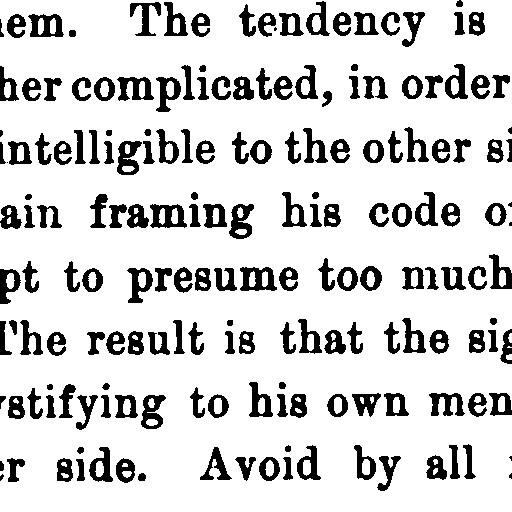 hem. The tendency is
her complicated, in order
intelligible to the other si
ain framing his code o
pt to presume too much
The result is that the sig
ystifying to his own men
er side. Avoid by all